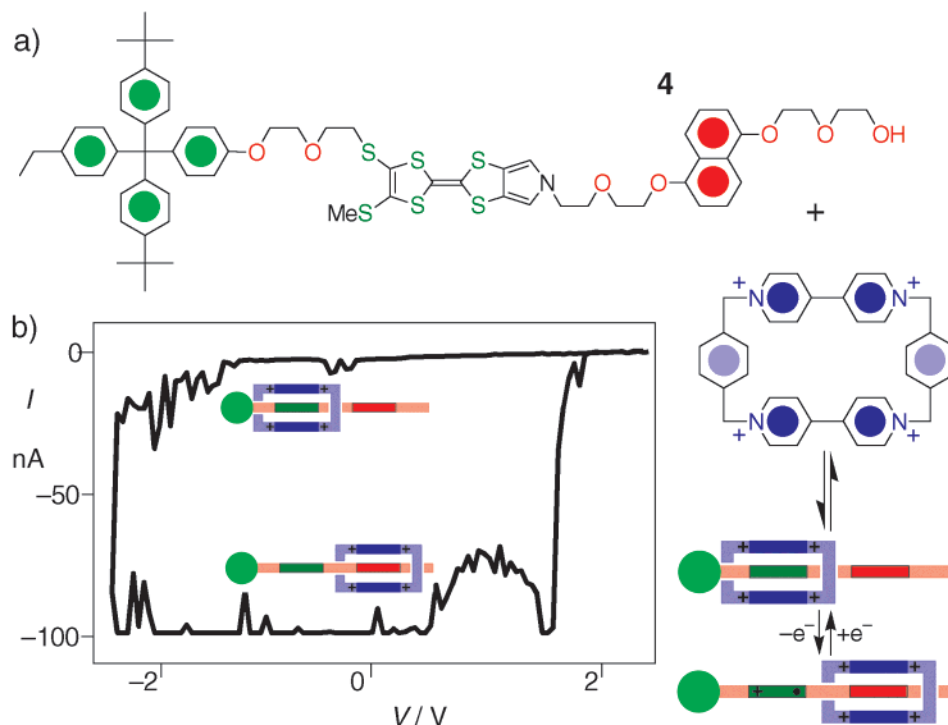 a)
4
O O S S S N O O O O OH
MeS S S
+
b)
0
I
nA
−50
−100
−2 0 2
V / V
+ +
+ +
+ +
+ +
+ N N +
+ N N +
+ +
+ +
−e⁻ +e⁻
+ • + +
+ +